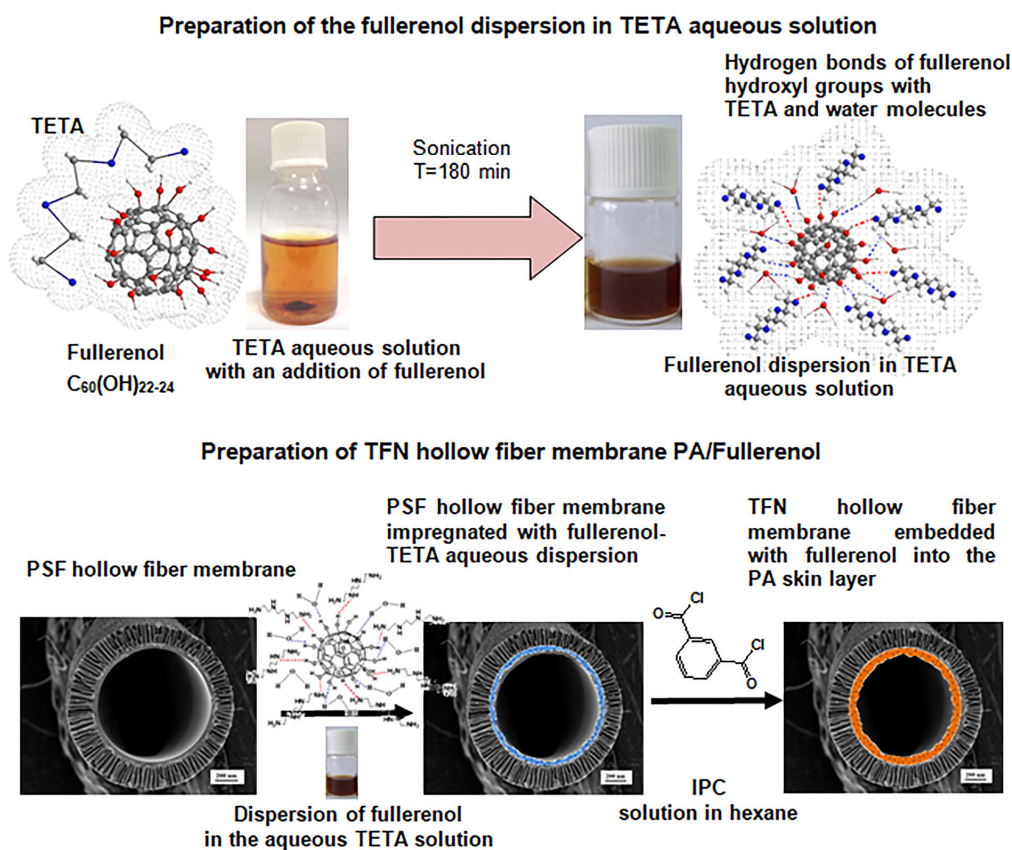 Preparation of the fullerenol dispersion in TETA aqueous solution
TETA
Fullerenol
C₆₀(OH)₂₂₋₂₄
TETA aqueous solution
with an addition of fullerenol
Sonication
T=180 min
Hydrogen bonds of fullerenol
hydroxyl groups with
TETA and water molecules
Fullerenol dispersion in TETA
aqueous solution
Preparation of TFN hollow fiber membrane PA/Fullerenol
PSF hollow fiber membrane
Dispersion of fullerenol
in the aqueous TETA solution
PSF hollow fiber membrane
impregnated with fullerenol-
TETA aqueous dispersion
Cl
O
Cl
O
IPC
solution in hexane
TFN hollow fiber
membrane embedded
with fullerenol into the
PA skin layer
200 nm
200 nm
200 nm